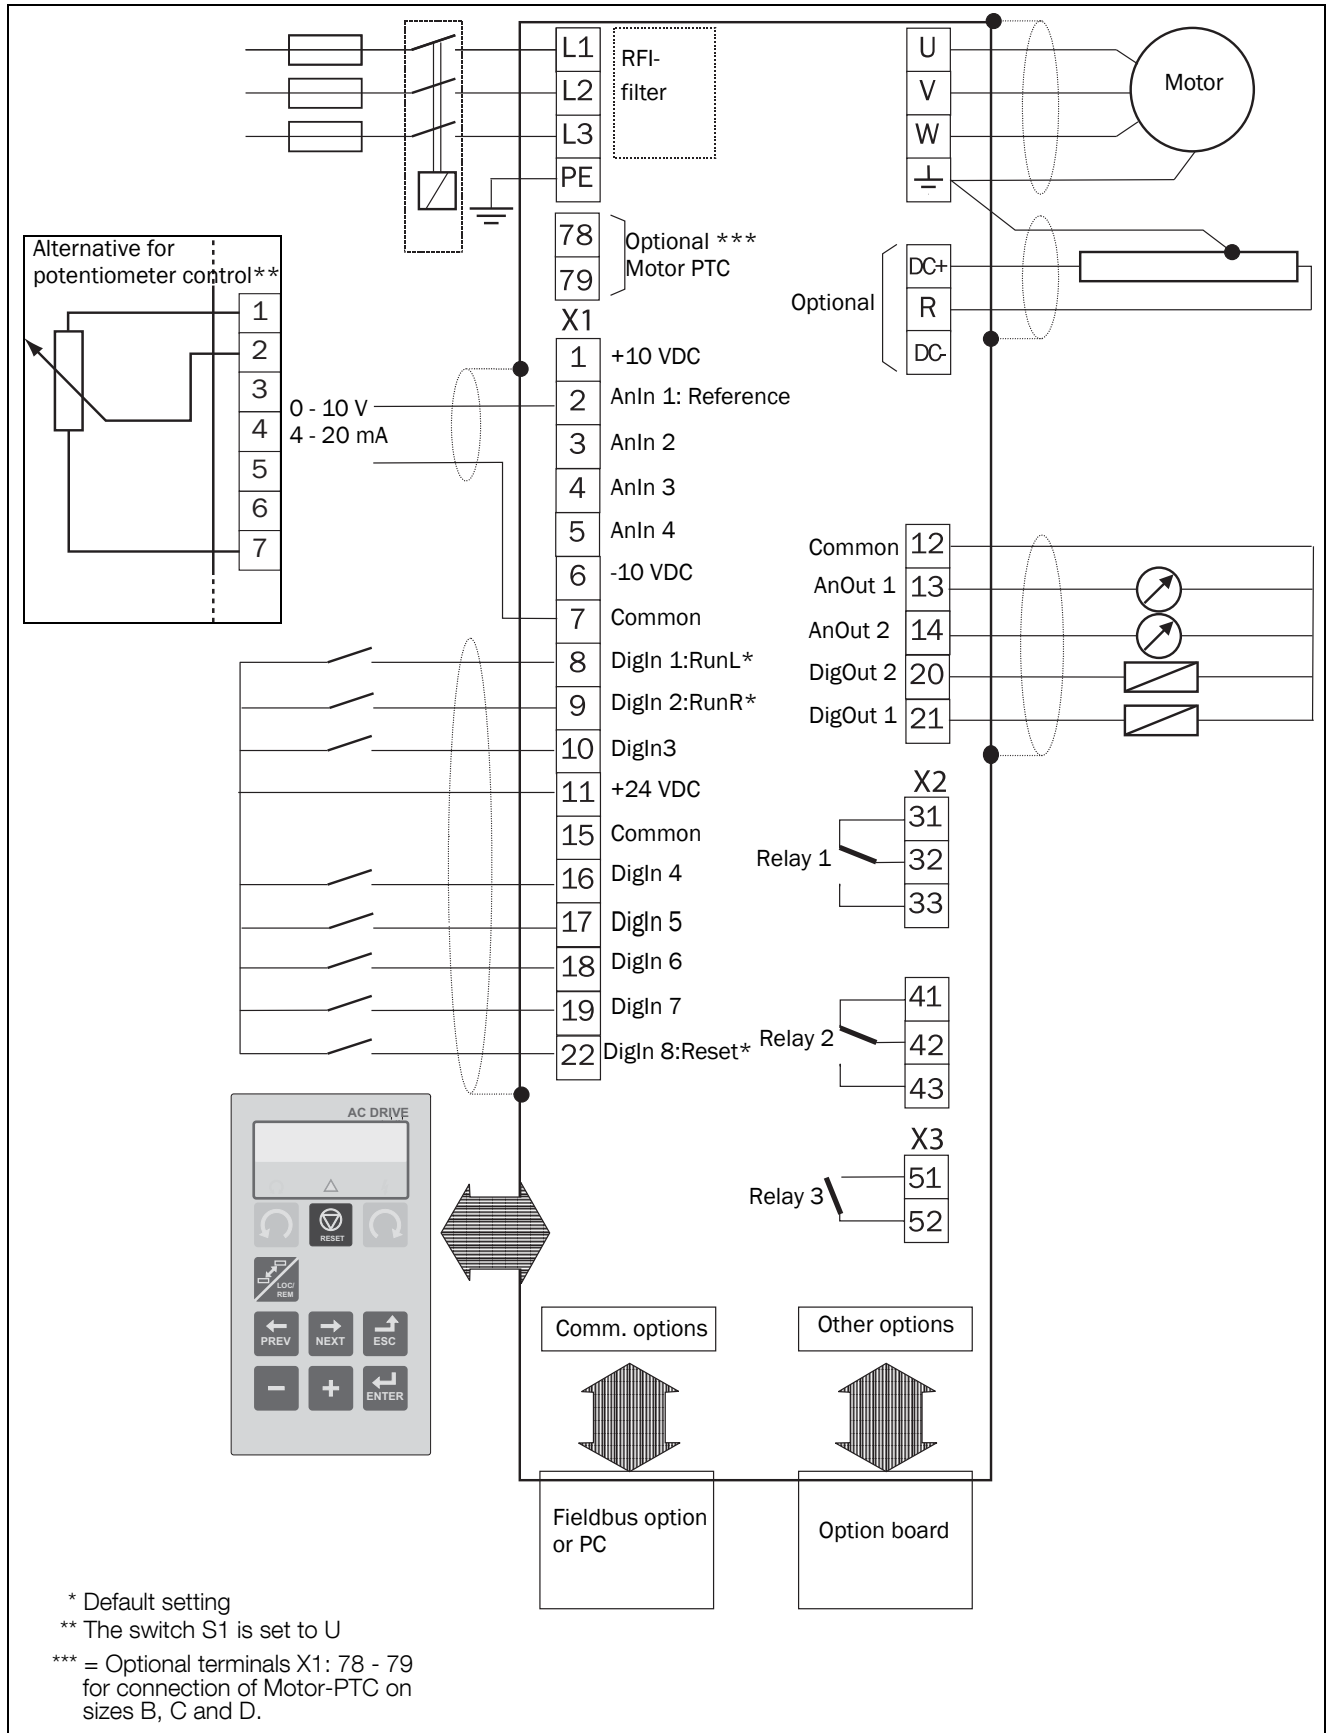 L1
L2
L3
PE
RFI-
filter
U
V
W
Motor
78
79
Optional ***
Motor PTC
Alternative for
potentiometer control**
1
2
3
4
5
6
7
0 - 10 V
4 - 20 mA
Optional
DC+
R
DC-
X1
1 +10 VDC
2 AnIn 1: Reference
3 AnIn 2
4 AnIn 3
5 AnIn 4
6 -10 VDC
7 Common
8 DigIn 1:RunL*
9 DigIn 2:RunR*
10 DigIn3
11 +24 VDC
15 Common
16 DigIn 4
17 DigIn 5
18 DigIn 6
19 DigIn 7
22 DigIn 8:Reset*
Common 12
AnOut 1 13
AnOut 2 14
DigOut 2 20
DigOut 1 21
X2
Relay 1
31
32
33
Relay 2
41
42
43
X3
Relay 3
51
52
AC DRIVE
RESET
LOC/
REM
PREV
NEXT
ESC
-
+
ENTER
Comm. options
Other options
Fieldbus option
or PC
Option board
* Default setting
** The switch S1 is set to U
*** = Optional terminals X1: 78 - 79
for connection of Motor-PTC on
sizes B, C and D.